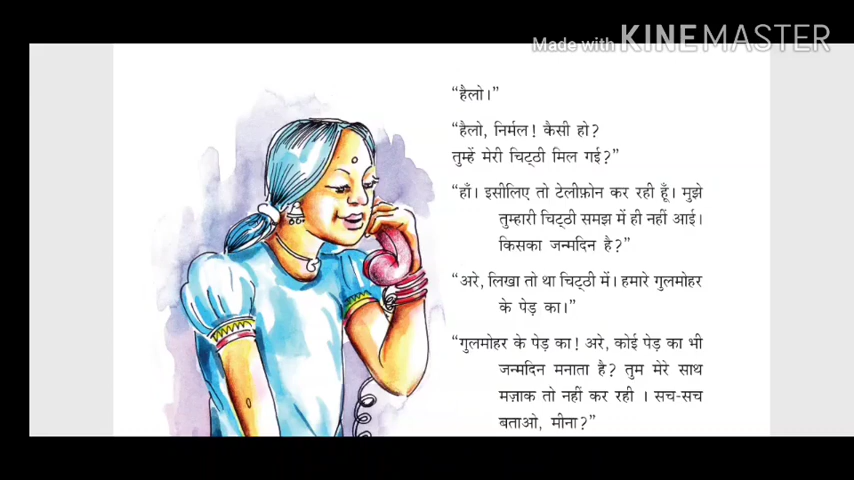 Made with KINEMASTER
“हैलो।”
“हैलो, निर्मल! कैसी हो?
तुम्हें मेरी चिट्ठी मिल गई?”
“हाँ। इसीलिए तो टेलीफ़ोन कर रही हूँ। मुझे
तुम्हारी चिट्ठी समझ में ही नहीं आई।
किसका जन्मदिन है?”
“अरे, लिखा तो था चिट्ठी में। हमारे गुलमोहर
के पेड़ का।”
“गुलमोहर के पेड़ का! अरे, कोई पेड़ का भी
जन्मदिन मनाता है? तुम मेरे साथ
मज़ाक तो नहीं कर रही । सच-सच
बताओ, मीना?”